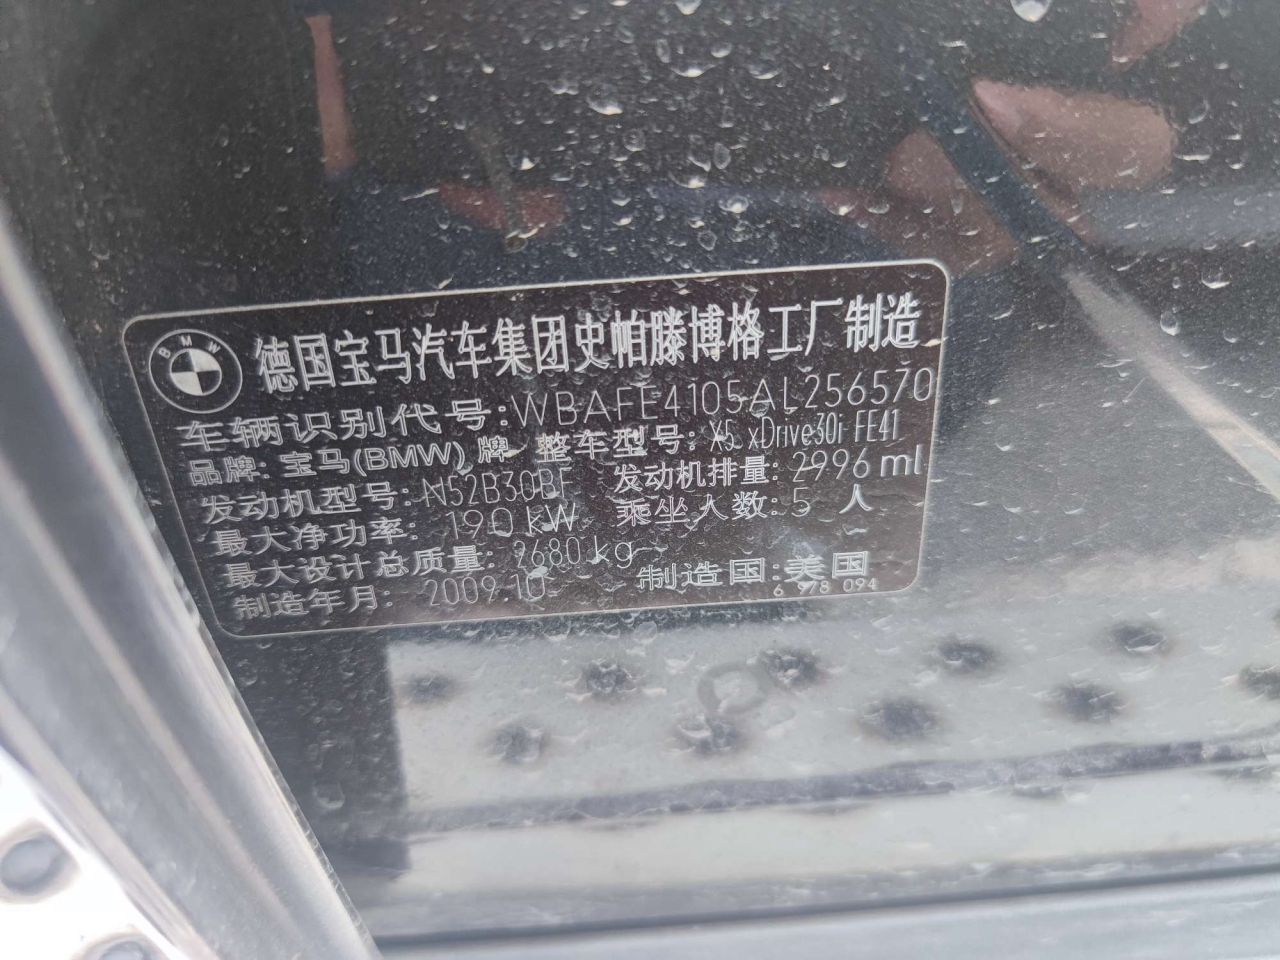 BMW
德国宝马汽车集团史帕滕博格工厂制造
车辆识别代号:WBAFE4105AL256570
品牌: 宝马(BMW) 牌 整车型号: X5 xDrive30i FE41
发动机型号: N52B30BF 发动机排量: 2996 ml
最大净功率: 190 kW 乘坐人数: 5 人
最大设计总质量: 2680 kg
制造年月: 2009.10 制造国:美国
6 978 094